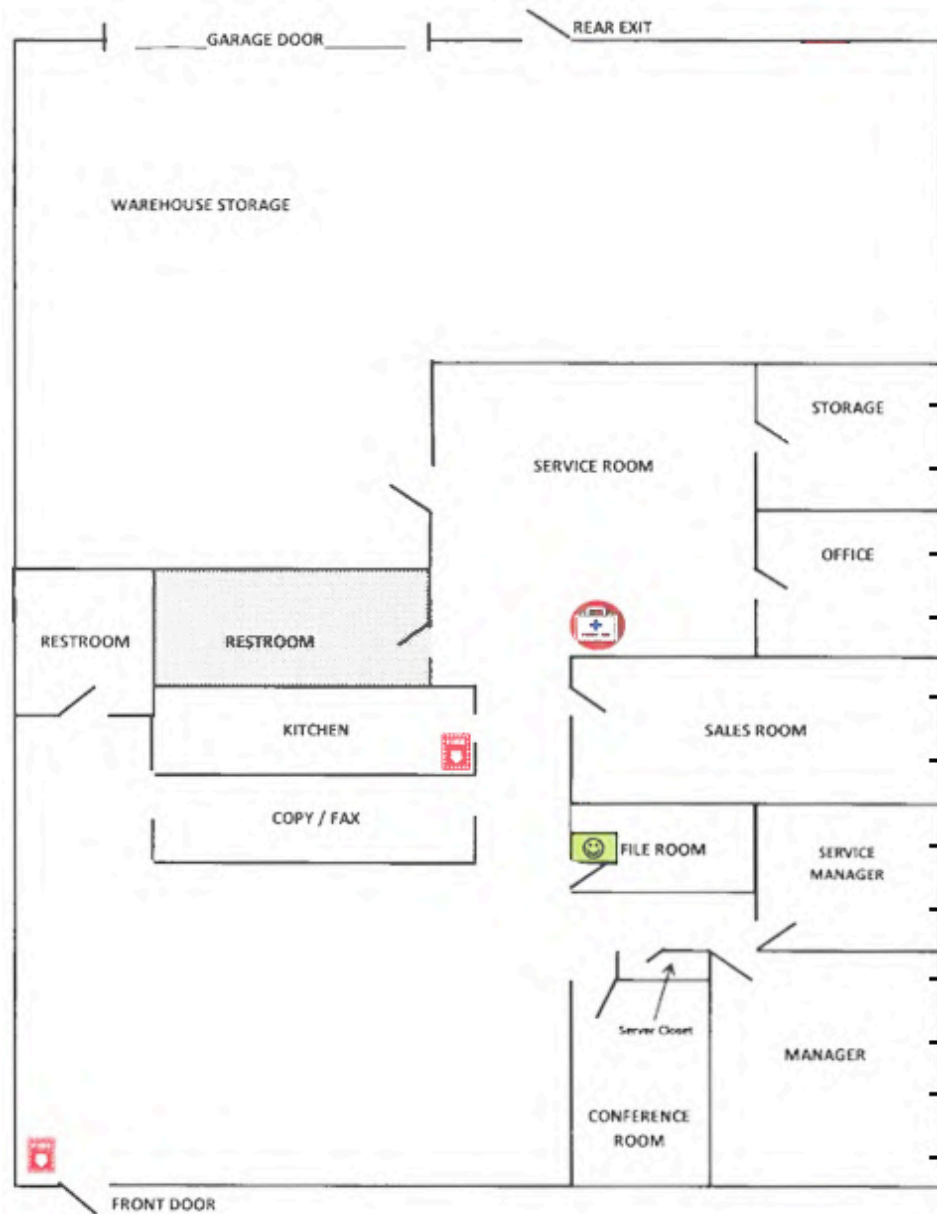 REAR EXIT
GARAGE DOOR
WAREHOUSE STORAGE
STORAGE
SERVICE ROOM
OFFICE
RESTROOM
RESTROOM
KITCHEN
SALES ROOM
COPY / FAX
FILE ROOM
SERVICE
MANAGER
Server Closet
MANAGER
CONFERENCE
ROOM
FRONT DOOR